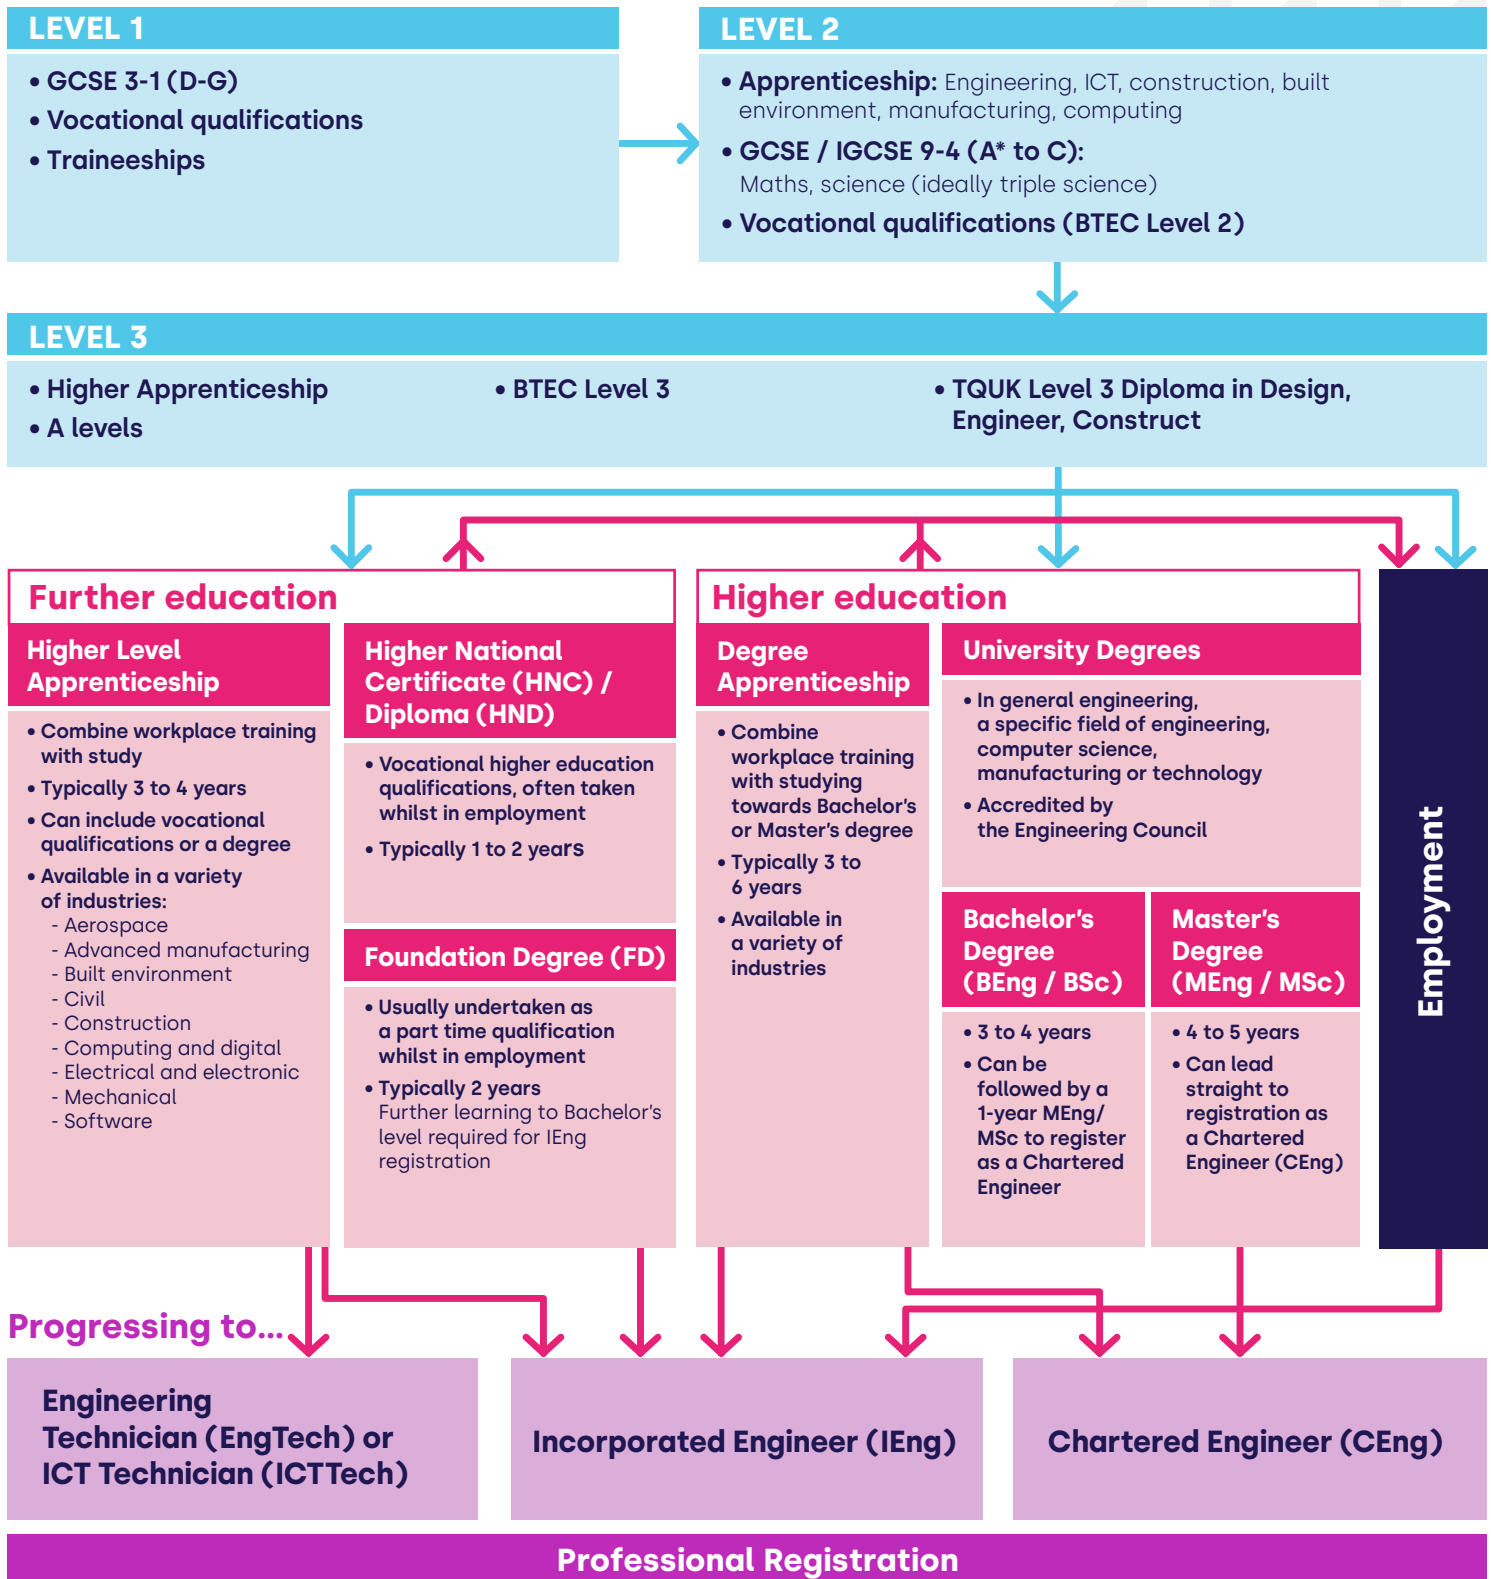 LEVEL 1
• GCSE 3-1 (D-G)
• Vocational qualifications
• Traineeships
LEVEL 2
• Apprenticeship: Engineering, ICT, construction, built
environment, manufacturing, computing
• GCSE / IGCSE 9-4 (A* to C):
Maths, science (ideally triple science)
• Vocational qualifications (BTEC Level 2)
LEVEL 3
• Higher Apprenticeship
• A levels
• BTEC Level 3
• TQUK Level 3 Diploma in Design,
Engineer, Construct
Further education
Higher Level
Apprenticeship
• Combine workplace training
with study
• Typically 3 to 4 years
• Can include vocational
qualifications or a degree
• Available in a variety
of industries:
- Aerospace
- Advanced manufacturing
- Built environment
- Civil
- Construction
- Computing and digital
- Electrical and electronic
- Mechanical
- Software
Higher National
Certificate (HNC) /
Diploma (HND)
• Vocational higher education
qualifications, often taken
whilst in employment
• Typically 1 to 2 years
Foundation Degree (FD)
• Usually undertaken as
a part time qualification
whilst in employment
• Typically 2 years
Further learning to Bachelor's
level required for IEng
registration
Higher education
Degree
Apprenticeship
• Combine
workplace training
with studying
towards Bachelor's
or Master's degree
• Typically 3 to
6 years
• Available in
a variety of
industries
University Degrees
• In general engineering,
a specific field of engineering,
computer science,
manufacturing or technology
• Accredited by
the Engineering Council
Bachelor's
Degree
(BEng / BSc)
• 3 to 4 years
• Can be
followed by a
1-year MEng/
MSc to register
as a Chartered
Engineer
Master's
Degree
(MEng / MSc)
• 4 to 5 years
• Can lead
straight to
registration as
a Chartered
Engineer (CEng)
Employment
Progressing to...
Engineering
Technician (EngTech) or
ICT Technician (ICTTech)
Incorporated Engineer (IEng)
Chartered Engineer (CEng)
Professional Registration